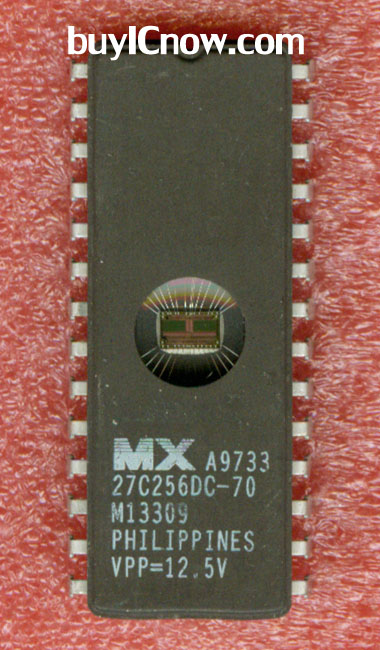 buyICnow.com
MX A9733
27C256DC-70
M13309
PHILIPPINES
VPP=12.5V